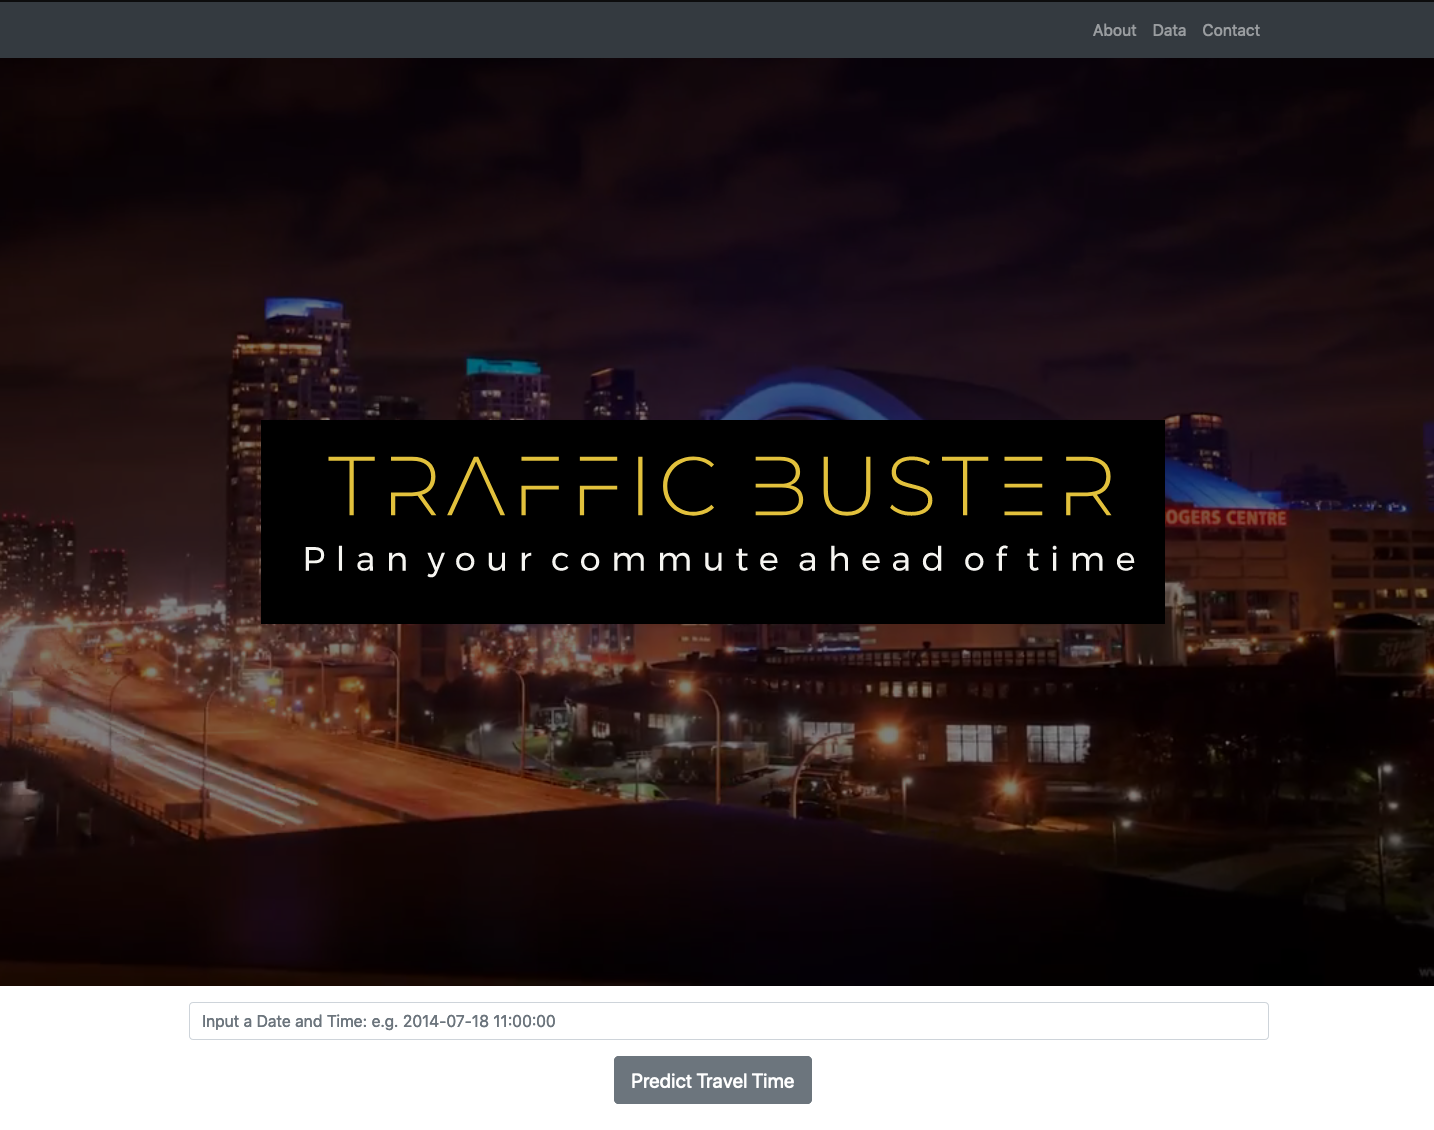 About Data Contact
TRAFFIC BUSTER
Plan your commute ahead of time
OGERS CENTRE
Input a Date and Time: e.g. 2014-07-18 11:00:00
Predict Travel Time